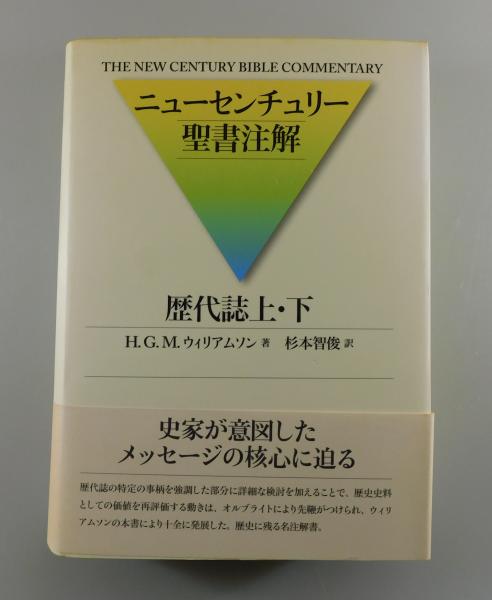 THE NEW CENTURY BIBLE COMMENTARY
ニューセンチュリー
聖書注解
歴代誌上・下
H. G. M. ウィリアムソン 著 杉本智俊 訳
史家が意図した
メッセージの核心に迫る
歴代誌の特定の事柄を強調した部分に詳細な検討を加えることで、歴史史料
としての価値を再評価する動きは、オルブライトにより先鞭がつけられ、ウィリ
アムソンの本書により十全に発展した。歴史に残る名注解書。